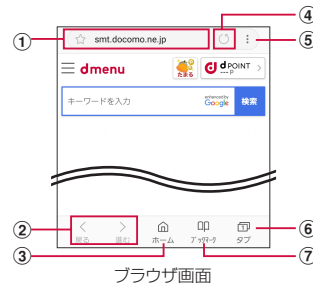 ④
① smt.docomo.ne.jp ⑤
dmenu たまる d POINT
---P
キーワードを入力 enhanced by Google 検索
② 戻る 進む ホーム ブックマーク タブ ⑥
③ ⑦
ブラウザ画面